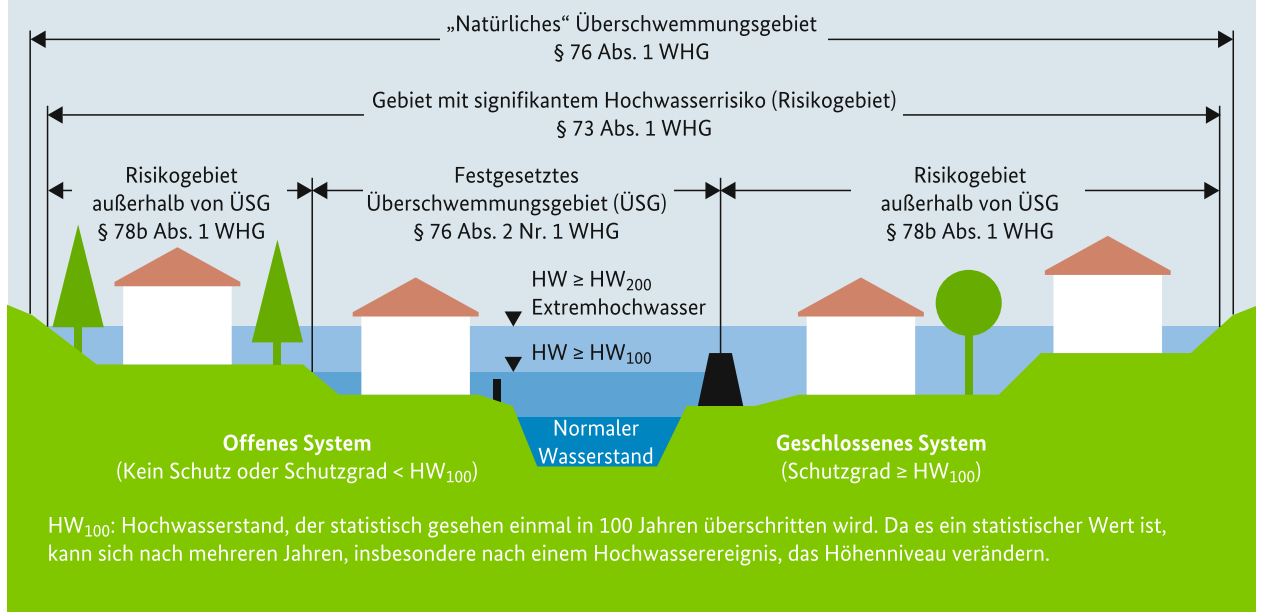 „Natürliches“ Überschwemmungsgebiet
§ 76 Abs. 1 WHG
Gebiet mit signifikantem Hochwasserrisiko (Risikogebiet)
§ 73 Abs. 1 WHG
Risikogebiet
außerhalb von ÜSG
§ 78b Abs. 1 WHG
Festgesetztes
Überschwemmungsgebiet (ÜSG)
§ 76 Abs. 2 Nr. 1 WHG
Risikogebiet
außerhalb von ÜSG
§ 78b Abs. 1 WHG
HW ≥ HW₂₀₀
Extremhochwasser
HW ≥ HW₁₀₀
Normaler
Wasserstand
Offenes System
(Kein Schutz oder Schutzgrad < HW₁₀₀)
Geschlossenes System
(Schutzgrad ≥ HW₁₀₀)
HW₁₀₀: Hochwasserstand, der statistisch gesehen einmal in 100 Jahren überschritten wird. Da es ein statistischer Wert ist,
kann sich nach mehreren Jahren, insbesondere nach einem Hochwasserereignis, das Höhenniveau verändern.